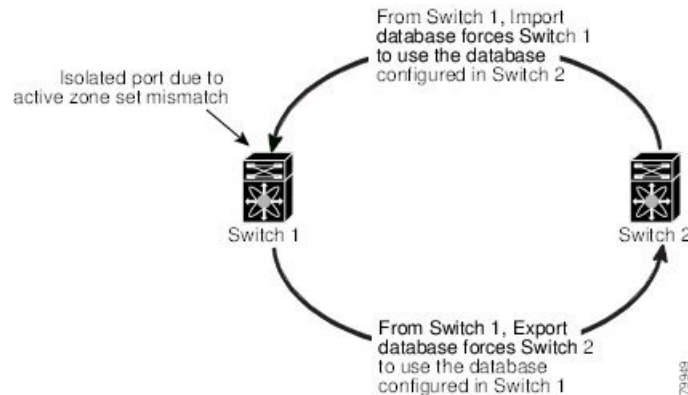 From Switch 1, Import
database forces Switch 1
to use the database
configured in Switch 2
Isolated port due to
active zone set mismatch
Switch 1
Switch 2
From Switch 1, Export
database forces Switch 2
to use the database
configured in Switch 1
79949